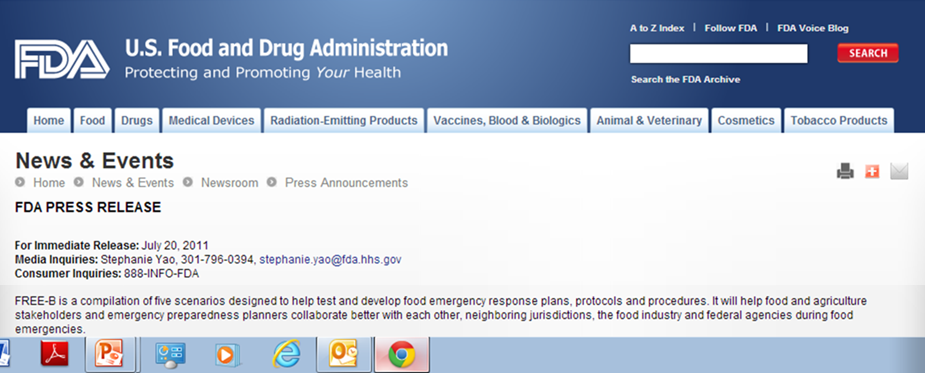 A to Z Index | Follow FDA | FDA Voice Blog
FDA U.S. Food and Drug Administration
Protecting and Promoting Your Health
SEARCH
Search the FDA Archive
Home Food Drugs Medical Devices Radiation-Emitting Products Vaccines, Blood & Biologics Animal & Veterinary Cosmetics Tobacco Products
News & Events
Home News & Events Newsroom Press Announcements
FDA PRESS RELEASE
For Immediate Release: July 20, 2011
Media Inquiries: Stephanie Yao, 301-796-0394, stephanie.yao@fda.hhs.gov
Consumer Inquiries: 888-INFO-FDA
FREE-B is a compilation of five scenarios designed to help test and develop food emergency response plans, protocols and procedures. It will help food and agriculture
stakeholders and emergency preparedness planners collaborate better with each other, neighboring jurisdictions, the food industry and federal agencies during food
emergencies.